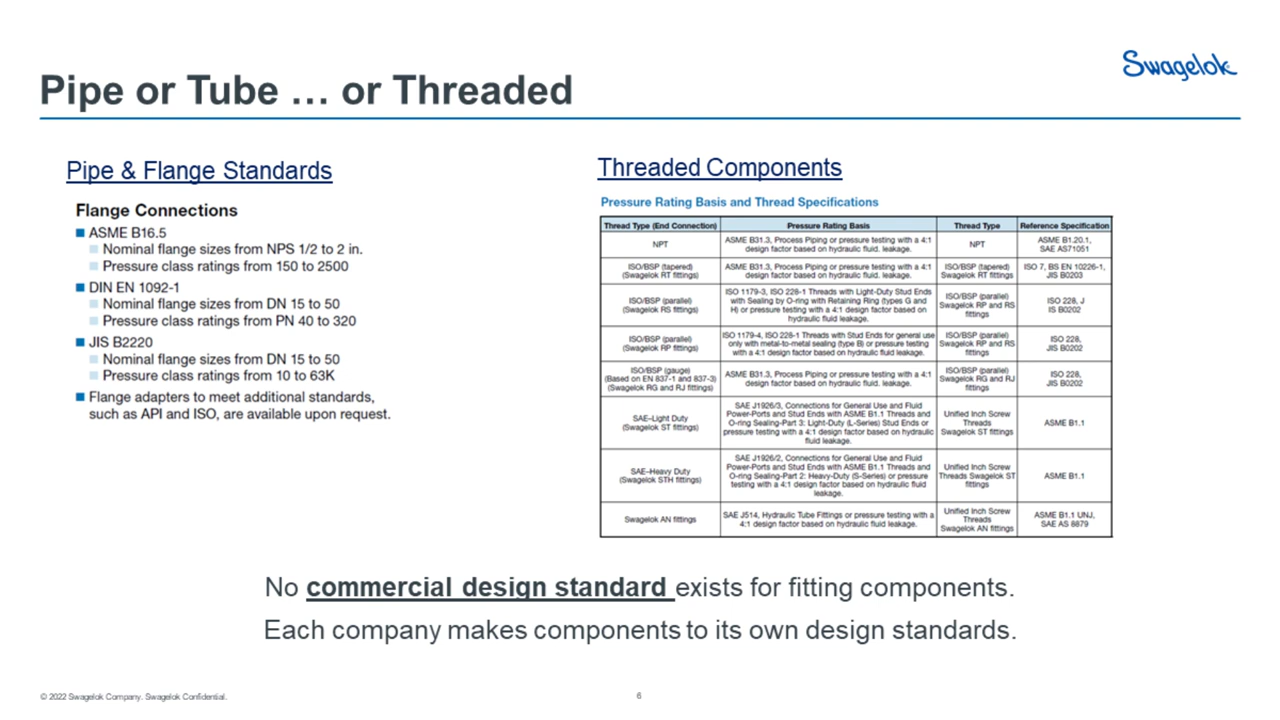 Swagelok
Pipe or Tube … or Threaded
Pipe & Flange Standards
Flange Connections
ASME B16.5
Nominal flange sizes from NPS 1/2 to 2 in.
Pressure class ratings from 150 to 2500
DIN EN 1092-1
Nominal flange sizes from DN 15 to 50
Pressure class ratings from PN 40 to 320
JIS B2220
Nominal flange sizes from DN 15 to 50
Pressure class ratings from 10 to 63K
Flange adapters to meet additional standards,
such as API and ISO, are available upon request.
Threaded Components
Pressure Rating Basis and Thread Specifications
Thread Type (End Connection) Pressure Rating Basis Thread Type Reference Specification
NPT
ASME B31.3, Process Piping or pressure testing with a 4:1
design factor based on hydraulic fluid. leakage.
NPT
ASME B1.20.1,
SAE AS71051
ISO/BSP (tapered)
(Swagelok RT fittings)
ASME B31.3, Process Piping or pressure testing with a 4:1
design factor based on hydraulic fluid. leakage.
ISO/BSP (tapered)
Swagelok RT fittings
ISO 7, BS EN 10226-1,
JIS B0203
ISO/BSP (parallel)
(Swagelok RS fittings)
ISO 1179-3, ISO 228-1 Threads with Light-Duty Stud Ends
with Sealing by O-ring with Retaining Ring (types G and
H) or pressure testing with a 4:1 design factor based on
hydraulic fluid leakage.
ISO/BSP (parallel)
Swagelok RP and RS
fittings
ISO 228, J
IS B0202
ISO/BSP (parallel)
(Swagelok RP fittings)
ISO 1179-4, ISO 228-1 Threads with Stud Ends for general use
only with metal-to-metal sealing (type B) or pressure testing
with a 4:1 design factor based on hydraulic fluid leakage.
ISO/BSP (parallel)
Swagelok RP and RS
fittings
ISO 228,
JIS B0202
ISO/BSP (gauge)
(Based on EN 837-1 and 837-3)
(Swagelok RG and RJ fittings)
ASME B31.3, Process Piping or pressure testing with a 4:1
design factor based on hydraulic fluid. leakage.
ISO/BSP (parallel)
Swagelok RG and RJ
fittings
ISO 228,
JIS B0202
SAE–Light Duty
(Swagelok ST fittings)
SAE J1926/3, Connections for General Use and Fluid
Power-Ports and Stud Ends with ASME B1.1 Threads and
O-ring Sealing-Part 3: Light-Duty (L-Series) Stud Ends or
pressure testing with a 4:1 design factor based on hydraulic
fluid leakage.
Unified Inch Screw
Threads
Swagelok ST fittings
ASME B1.1
SAE–Heavy Duty
(Swagelok STH fittings)
SAE J1926/2, Connections for General Use and Fluid
Power-Ports and Stud Ends with ASME B1.1 Threads and
O-ring Sealing-Part 2: Heavy-Duty (S-Series) or pressure
testing with a 4:1 design factor based on hydraulic fluid
leakage.
Unified Inch Screw
Threads Swagelok ST
fittings
ASME B1.1
Swagelok AN fittings
SAE J514, Hydraulic Tube Fittings or pressure testing with a
4:1 design factor based on hydraulic fluid leakage.
Unified Inch Screw
Threads
Swagelok AN fittings
ASME B1.1 UNJ,
SAE AS 8879
No commercial design standard exists for fitting components.
Each company makes components to its own design standards.
© 2022 Swagelok Company. Swagelok Confidential.
6